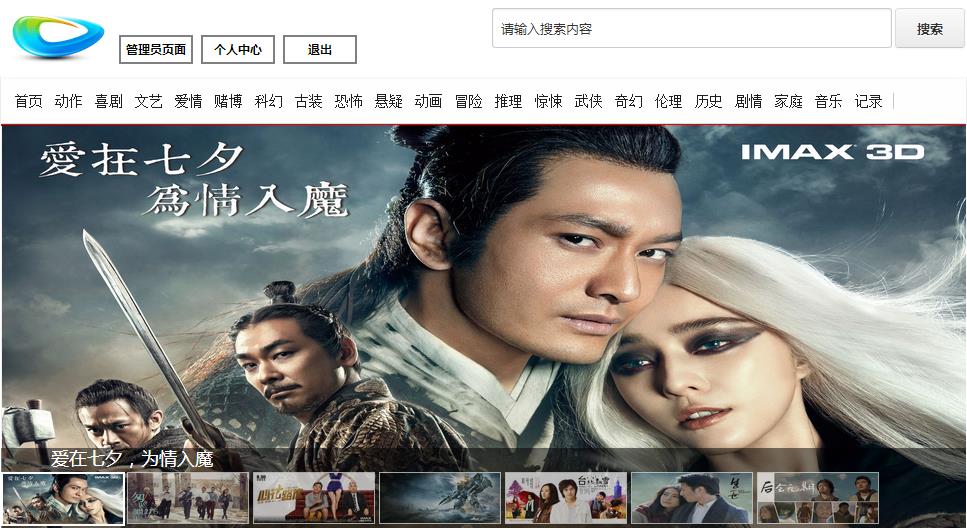 管理员页面 个人中心 退出 请输入搜索内容 搜索
首页 动作 喜剧 文艺 爱情 赌博 科幻 古装 恐怖 悬疑 动画 冒险 推理 惊悚 武侠 奇幻 伦理 历史 剧情 家庭 音乐 记录
愛在七夕
為情入魔
IMAX 3D
爱在七夕，为情入魔